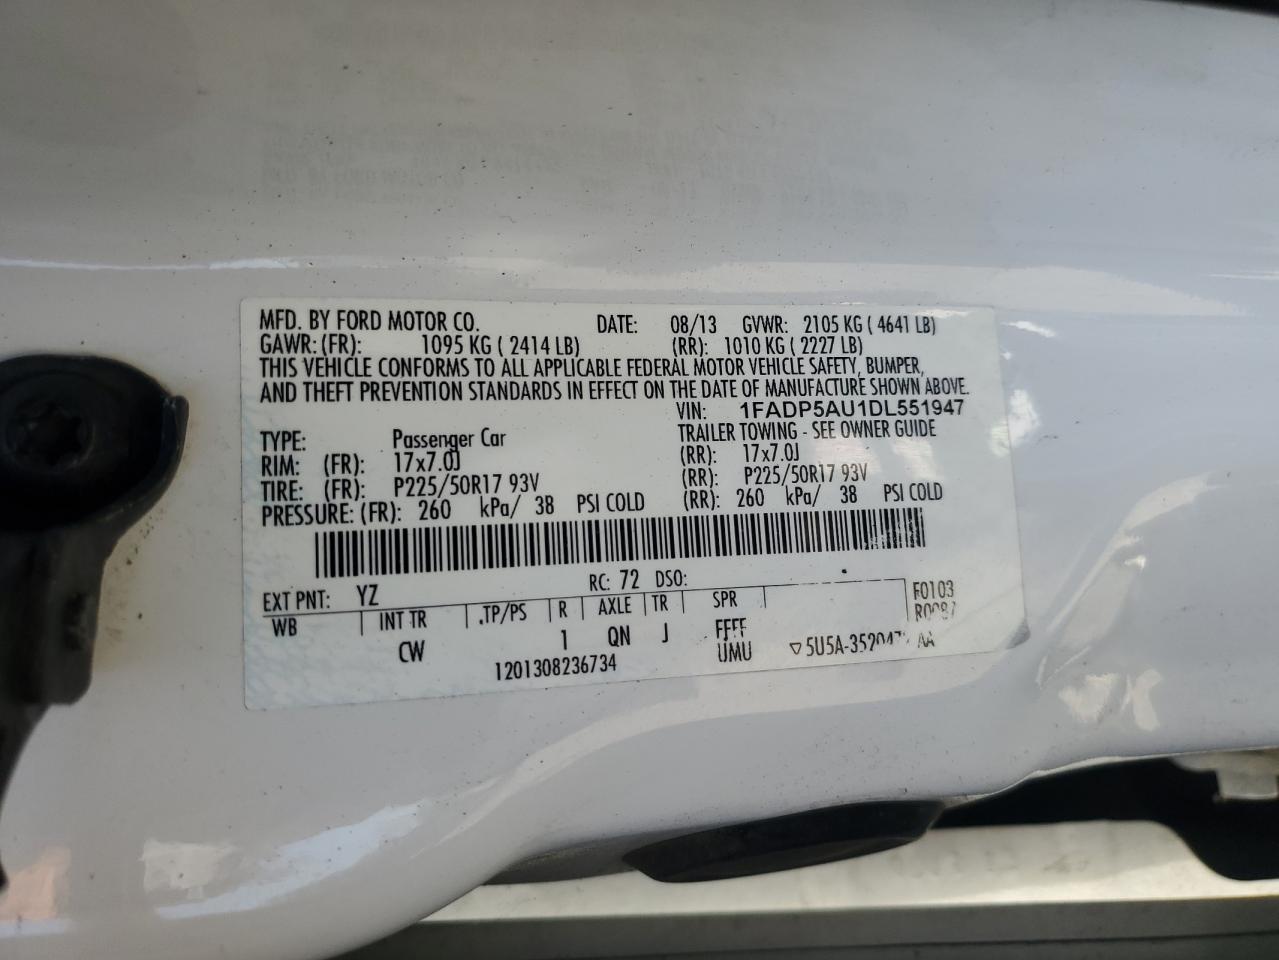 MFD. BY FORD MOTOR CO. DATE: 08/13 GVWR: 2105 KG ( 4641 LB)
GAWR: (FR): 1095 KG ( 2414 LB) (RR): 1010 KG ( 2227 LB)
THIS VEHICLE CONFORMS TO ALL APPLICABLE FEDERAL MOTOR VEHICLE SAFETY, BUMPER,
AND THEFT PREVENTION STANDARDS IN EFFECT ON THE DATE OF MANUFACTURE SHOWN ABOVE.
VIN: 1FADP5AU1DL551947
TYPE: Passenger Car TRAILER TOWING - SEE OWNER GUIDE
RIM: (FR): 17x7.0J (RR): 17x7.0J
TIRE: (FR): P225/50R17 93V (RR): P225/50R17 93V
PRESSURE: (FR): 260 kPa/ 38 PSI COLD (RR): 260 kPa/ 38 PSI COLD
EXT PNT: YZ RC: 72 DSO: F0103
WB INT TR .TP/PS R AXLE TR SPR
CW 1 QN J FFFF
1201308236734 UMU ▽5U5A- AA